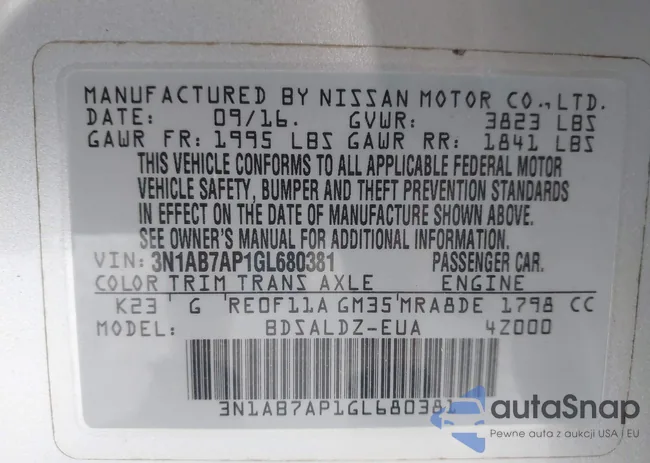 MANUFACTURED BY NISSAN MOTOR CO.,LTD.
DATE: 09/16. GVWR: 3823 LBS
GAWR FR: 1995 LBS GAWR RR: 1841 LBS
THIS VEHICLE CONFORMS TO ALL APPLICABLE FEDERAL MOTOR
VEHICLE SAFETY, BUMPER AND THEFT PREVENTION STANDARDS
IN EFFECT ON THE DATE OF MANUFACTURE SHOWN ABOVE.
SEE OWNER'S MANUAL FOR ADDITIONAL INFORMATION.
VIN: 3N1AB7AP1GL680381 PASSENGER CAR.
COLOR TRIM TRANS AXLE ENGINE
K23 G RE0F11A GM35 MRA8DE 1798 CC
MODEL: BDSALDZ-EUA 4Z000
3N1AB7AP1GL680381
autaSnap
Pewne auta z aukcji USA i EU